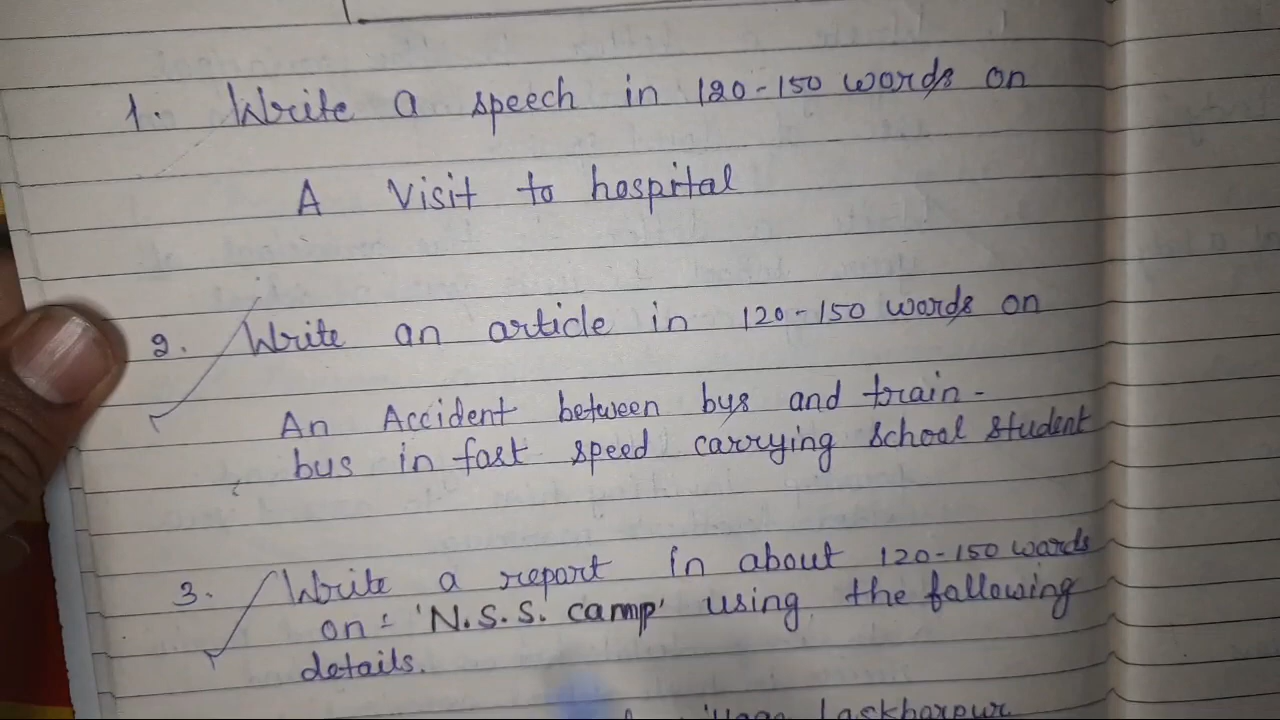 1. Write a speech in 120-150 words on
A Visit to hospital
2. Write an article in 120-150 words on
An Accident between bus and train-
bus in fast speed carrying school student
3. Write a report in about 120-150 words
on: 'N.S.S. camp' using the following
details.
Laskharpur